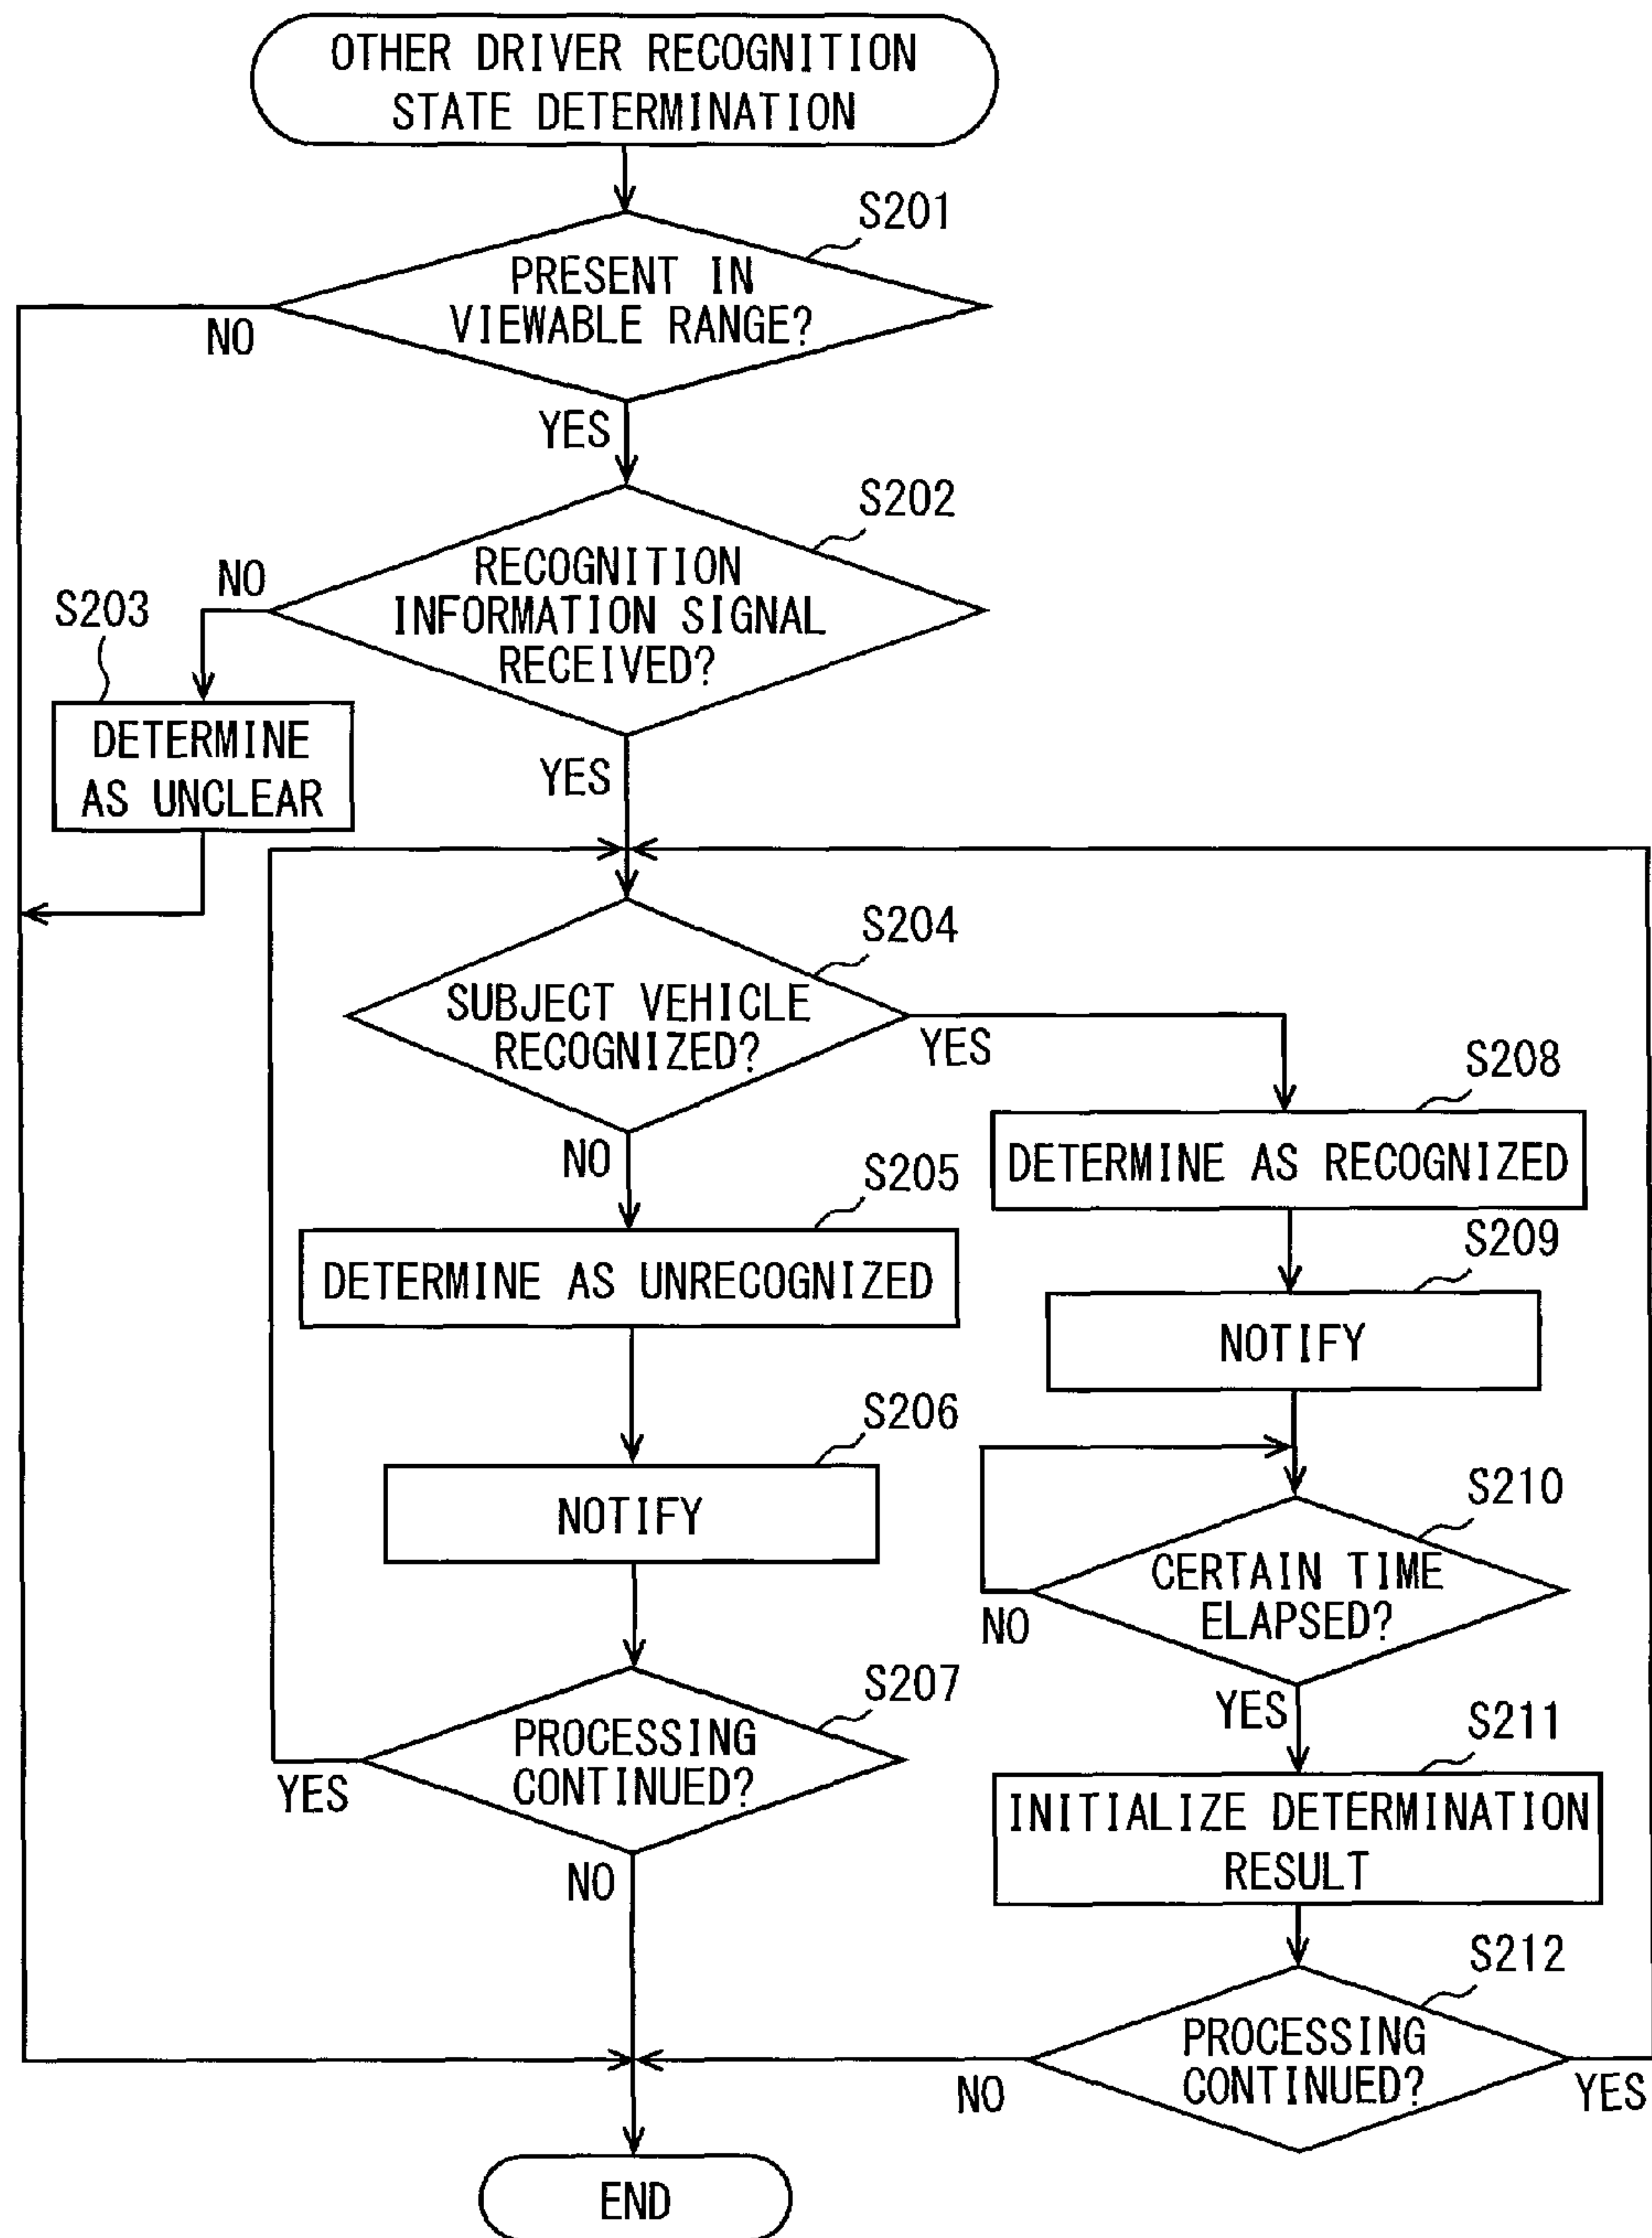 OTHER DRIVER RECOGNITION
STATE DETERMINATION
S201
PRESENT IN
VIEWABLE RANGE?
NO
YES
S202
RECOGNITION
INFORMATION SIGNAL
RECEIVED?
NO
S203
DETERMINE
AS UNCLEAR
YES
S204
SUBJECT VEHICLE
RECOGNIZED?
YES
NO
S205
DETERMINE AS UNRECOGNIZED
S206
NOTIFY
S207
PROCESSING
CONTINUED?
YES
NO
S208
DETERMINE AS RECOGNIZED
S209
NOTIFY
S210
CERTAIN TIME
ELAPSED?
NO
YES
S211
INITIALIZE DETERMINATION
RESULT
S212
PROCESSING
CONTINUED?
NO
YES
END